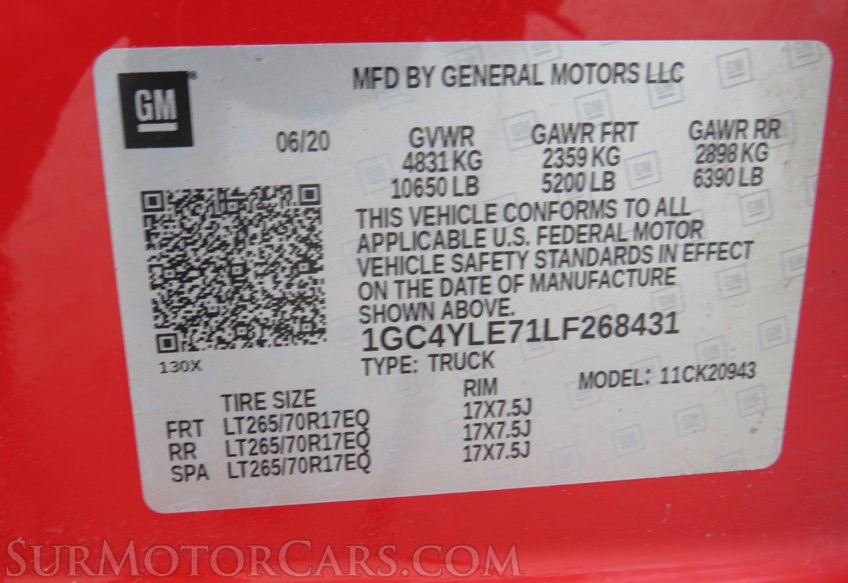 GM
MFD BY GENERAL MOTORS LLC
06/20
GVWR GAWR FRT GAWR RR
4831 KG 2359 KG 2898 KG
10650 LB 5200 LB 6390 LB
THIS VEHICLE CONFORMS TO ALL
APPLICABLE U.S. FEDERAL MOTOR
VEHICLE SAFETY STANDARDS IN EFFECT
ON THE DATE OF MANUFACTURE
SHOWN ABOVE.
1GC4YLE71LF268431
130X
TYPE: TRUCK
MODEL: 11CK20943
TIRE SIZE RIM
FRT LT265/70R17EQ 17X7.5J
RR LT265/70R17EQ 17X7.5J
SPA LT265/70R17EQ 17X7.5J
SurMotorCars.com